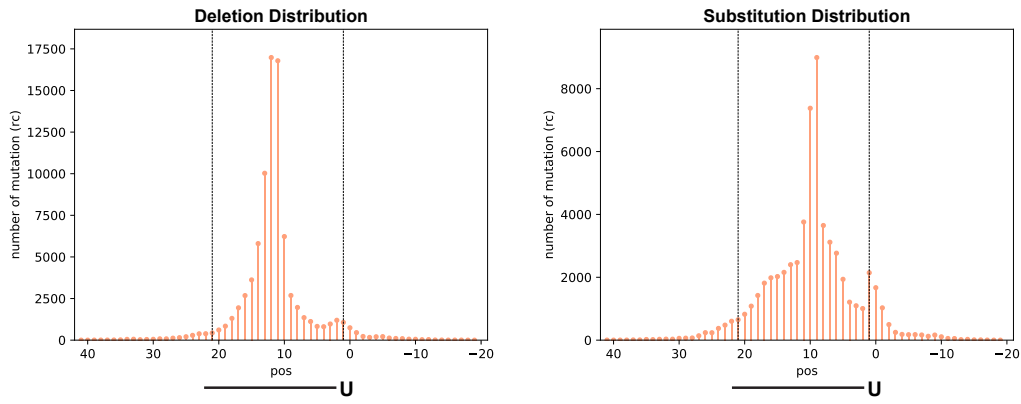 Deletion Distribution
number of mutation (rc)
17500
15000
12500
10000
7500
5000
2500
0
40 30 20 10 0 −10 −20
pos
U
Substitution Distribution
number of mutation (rc)
8000
6000
4000
2000
0
40 30 20 10 0 −10 −20
pos
U